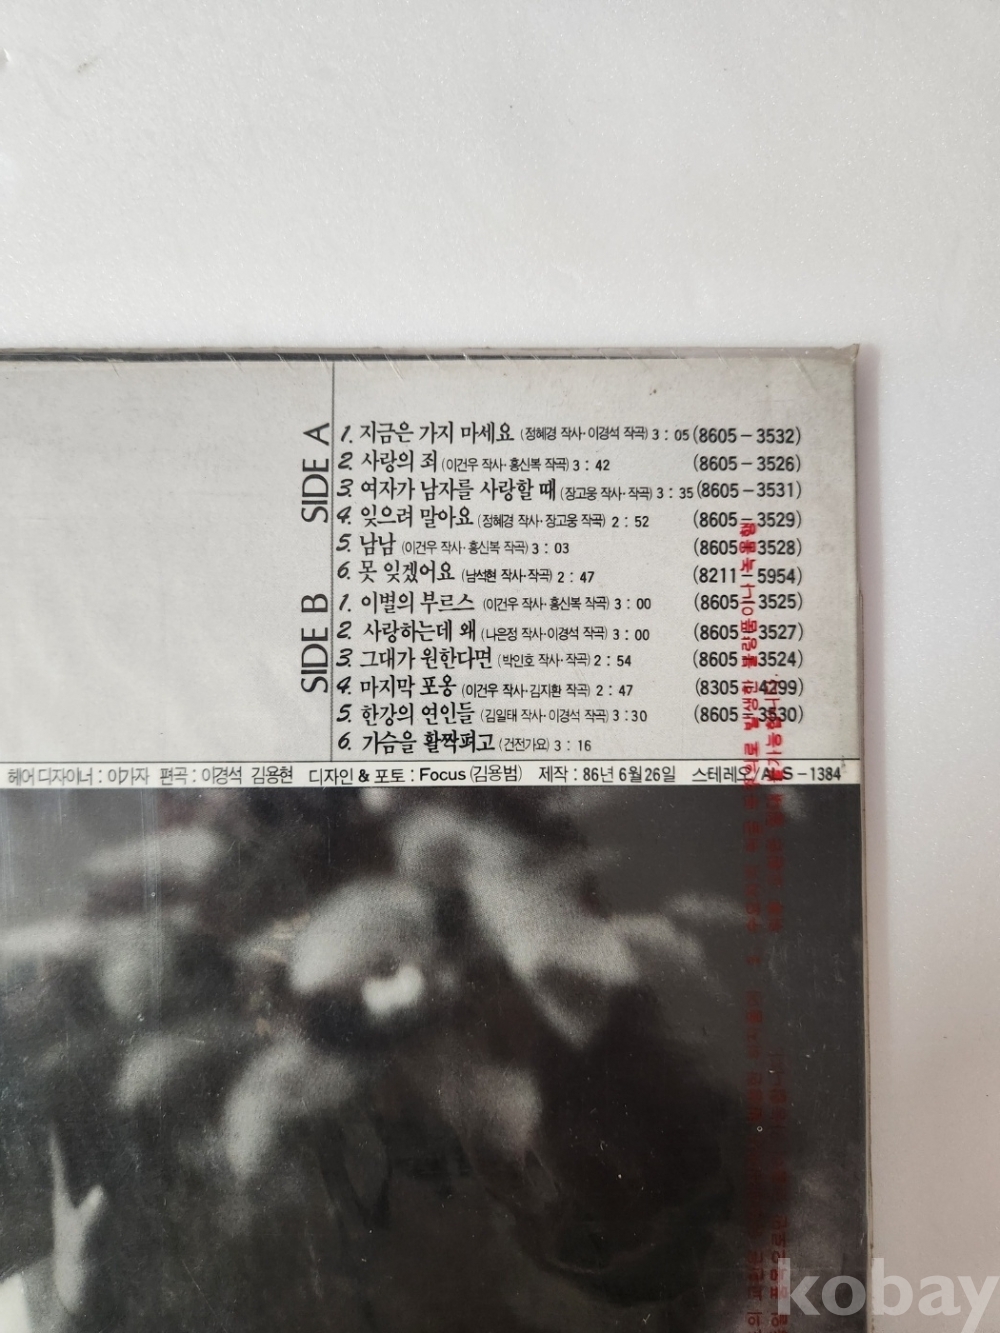 SIDE A
1. 지금은 가지 마세요 (정혜경 작사·이경석 작곡) 3 : 05 (8605-3532)
2. 사랑의 죄 (이건우 작사·홍신복 작곡) 3 : 42 (8605-3526)
3. 여자가 남자를 사랑할 때 (장고웅 작사·작곡) 3 : 35 (8605-3531)
4. 잊으려 말아요 (정혜경 작사·장고웅 작곡) 2 : 52 (8605-3529)
5. 남남 (이건우 작사·홍신복 작곡) 3 : 03 (8605-3528)
6. 못 잊겠어요 (남석현 작사·작곡) 2 : 47 (8211-5954)
SIDE B
1. 이별의 부르스 (이건우 작사·홍신복 작곡) 3 : 00 (8605-3525)
2. 사랑하는데 왜 (나은정 작사·이경석 작곡) 3 : 00 (8605-3527)
3. 그대가 원한다면 (박인호 작사·작곡) 2 : 54 (8605-3524)
4. 마지막 포옹 (이건우 작사·김지환 작곡) 2 : 47 (8305-4299)
5. 한강의 연인들 (김일태 작사·이경석 작곡) 3 : 30 (8605-3530)
6. 가슴을 활짝펴고 (건전가요) 3 : 16
헤어 디자이너 : 이가자 편곡 : 이경석 김용현 디자인 & 포토 : Focus (김용범) 제작 : 86년 6월 26일 스테레오/ALS-1384
kobay